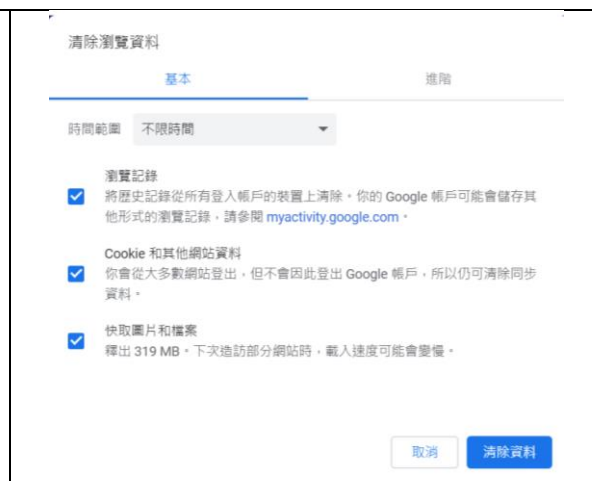 清除瀏覽資料
基本 進階
時間範圍 不限時間
瀏覽記錄
將歷史記錄從所有登入帳戶的裝置上清除。你的 Google 帳戶可能會儲存其
他形式的瀏覽記錄，請參閱 myactivity.google.com。
Cookie 和其他網站資料
你會從大多數網站登出，但不會因此登出 Google 帳戶，所以仍可清除同步
資料。
快取圖片和檔案
釋出 319 MB。下次造訪部分網站時，載入速度可能會變慢。
取消 清除資料